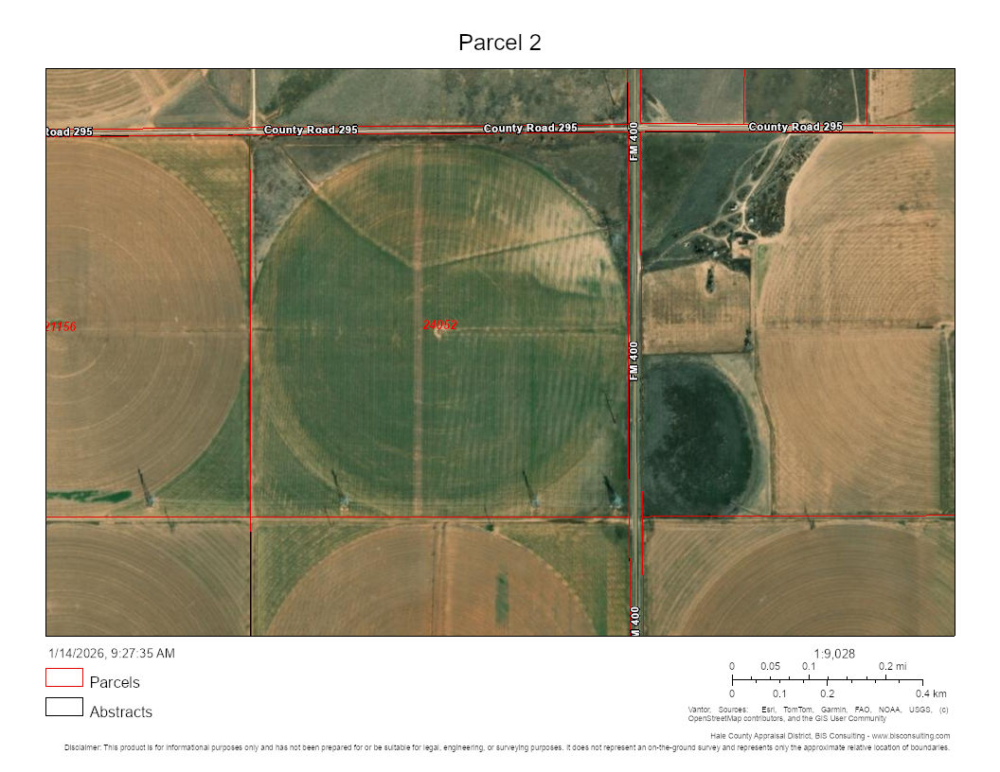 Parcel 2
Road 295
County Road 295
County Road 295
County Road 295
FM 400
21756
24052
FM 400
M 400
1/14/2026, 9:27:35 AM
Parcels
Abstracts
1:9,028
0 0.05 0.1 0.2 mi
0 0.1 0.2 0.4 km
Vantor, Sources: Esri, TomTom, Garmin, FAO, NOAA, USGS, (c)
OpenStreetMap contributors, and the GIS User Community
Hale County Appraisal District, BIS Consulting - www.bisconsulting.com
Disclaimer: This product is for informational purposes only and has not been prepared for or be suitable for legal, engineering, or surveying purposes. It does not represent an on-the-ground survey and represents only the approximate relative location of boundaries.